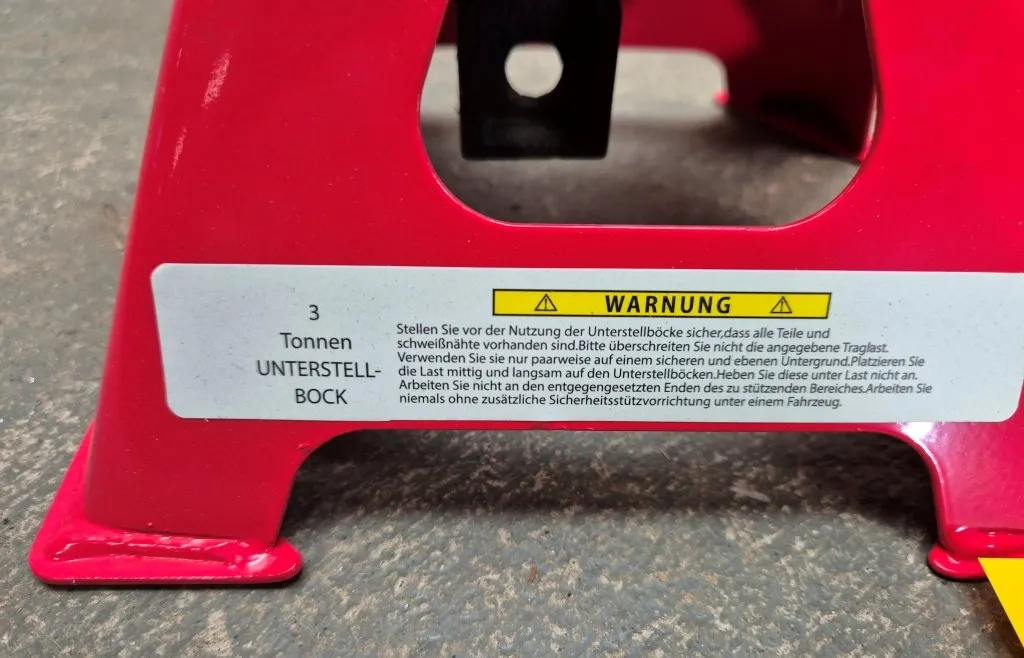 3
Tonnen
UNTERSTELL-
BOCK
WARNUNG
Stellen Sie vor der Nutzung der Unterstellböcke sicher,dass alle Teile und
schweißnähte vorhanden sind.Bitte überschreiten Sie nicht die angegebene Traglast.
Verwenden Sie sie nur paarweise auf einem sicheren und ebenen Untergrund.Platzieren Sie
die Last mittig und langsam auf den Unterstellböcken.Heben Sie diese unter Last nicht an.
Arbeiten Sie nicht an den entgegengesetzten Enden des zu stützenden Bereiches.Arbeiten Sie
niemals ohne zusätzliche Sicherheitsstützvorrichtung unter einem Fahrzeug.